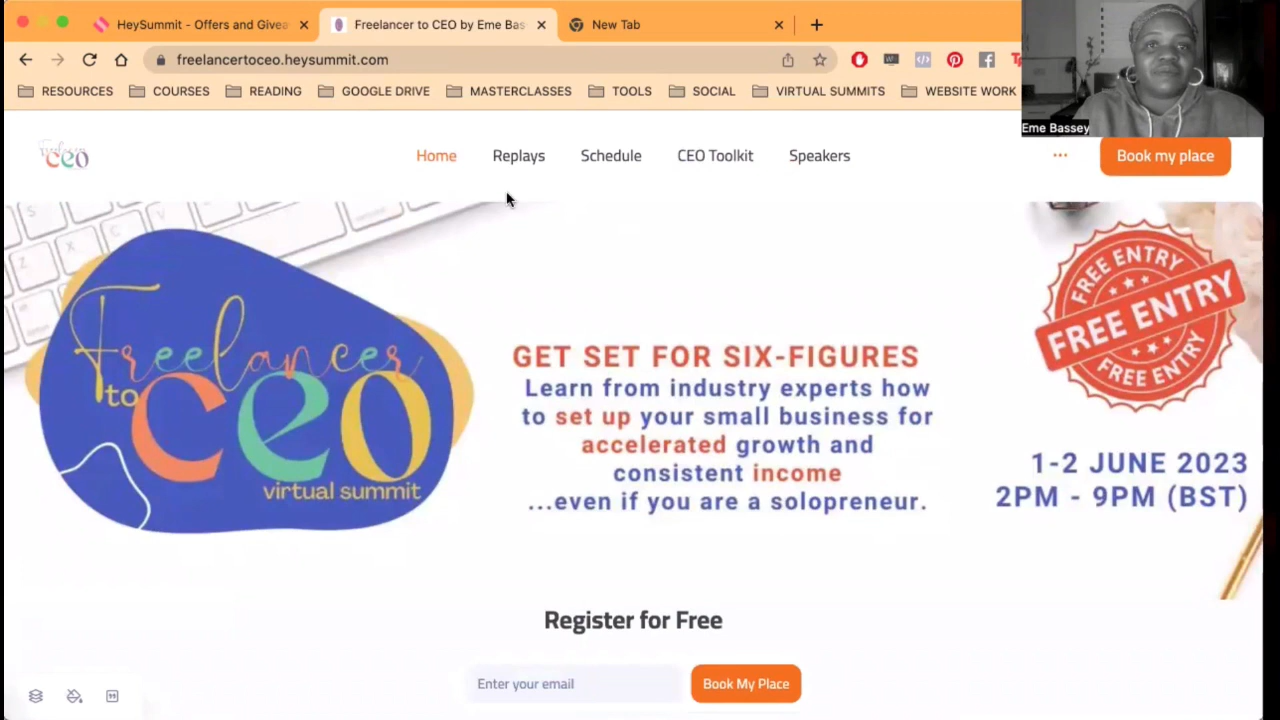 HeySummit - Offers and Givea
Freelancer to CEO by Eme Bas
New Tab
freelancertoceo.heysummit.com
RESOURCES
COURSES
READING
GOOGLE DRIVE
MASTERCLASSES
TOOLS
SOCIAL
VIRTUAL SUMMITS
WEBSITE WORK
Eme Bassey
Freelancer
ceo
Home
Replays
Schedule
CEO Toolkit
Speakers
Book my place
Freelancer
to ceo
virtual summit
GET SET FOR SIX-FIGURES
Learn from industry experts how
to set up your small business for
accelerated growth and
consistent income
...even if you are a solopreneur.
FREE ENTRY
FREE ENTRY
FREE ENTRY
1-2 JUNE 2023
2PM - 9PM (BST)
Register for Free
Enter your email
Book My Place